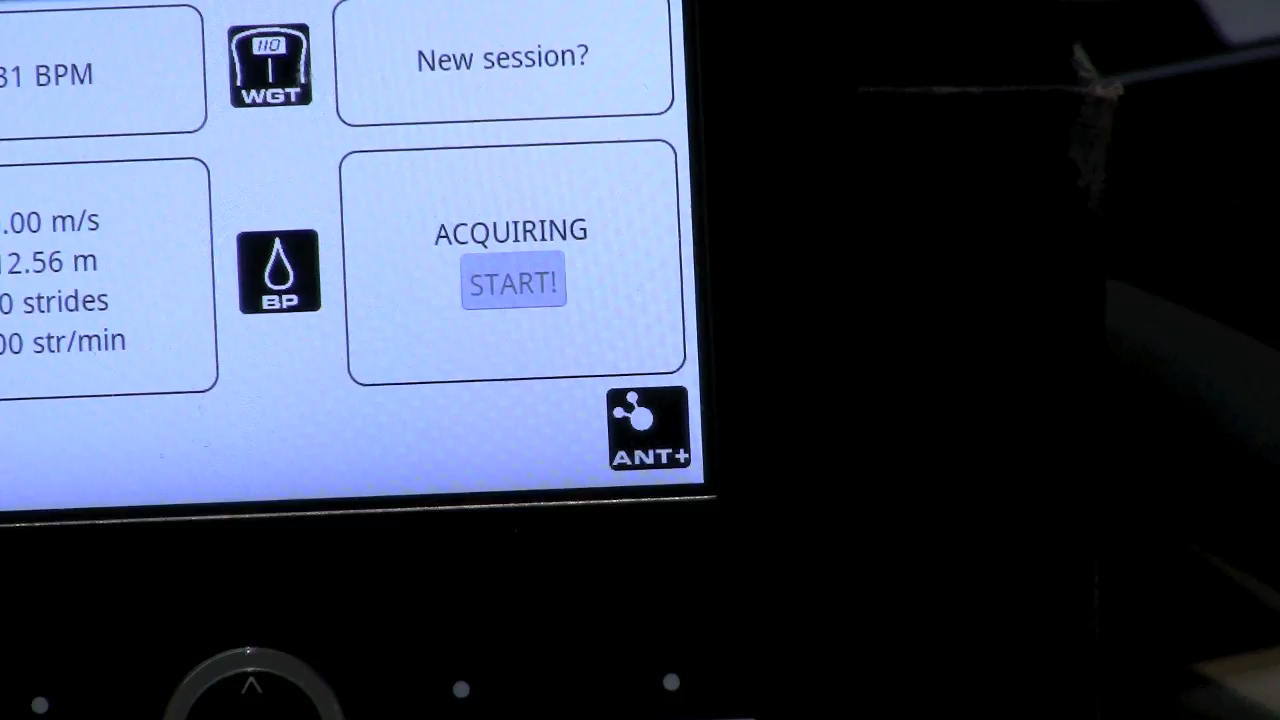 31 BPM
110
WGT
New session?
.00 m/s
12.56 m
0 strides
00 str/min
BP
ACQUIRING
START!
ANT+